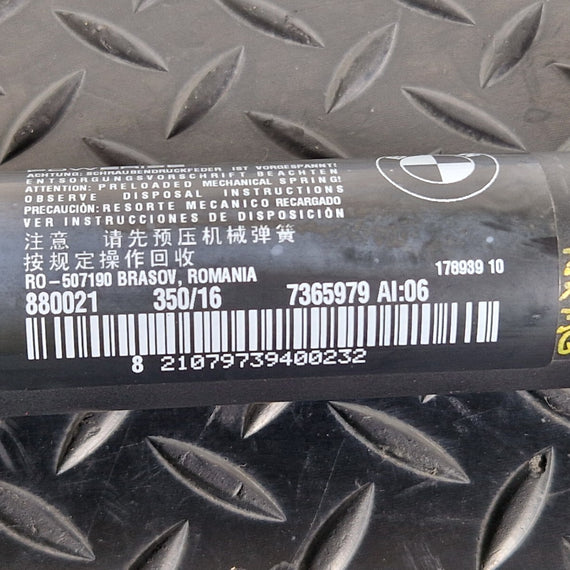 ACHTUNG: SCHRAUBENDRUCKFEDER IST VORGESPANNT!
ENTSORGUNGSVORSCHRIFT BEACHTEN
ATTENTION: PRELOADED MECHANICAL SPRING!
OBSERVE DISPOSAL INSTRUCTIONS
PRECAUCIÓN: RESORTE MECANICO RECARGADO
VER INSTRUCCIONES DE DISPOSICIÓN
注意 请先预压机械弹簧
按规定操作回收
RO-507190 BRASOV, ROMANIA 178939 10
880021 350/16 7365979 AI:06
8 21079739400232